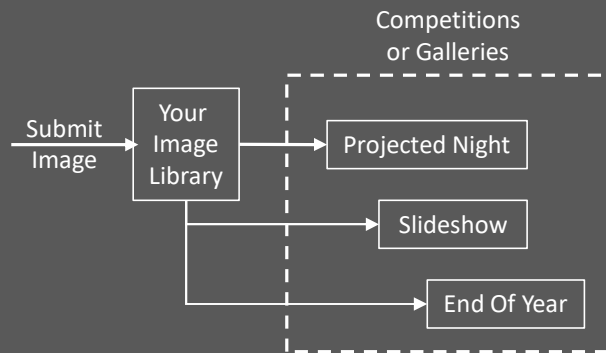 Competitions
or Galleries
Submit
Image
Your
Image
Library
Projected Night
Slideshow
End Of Year